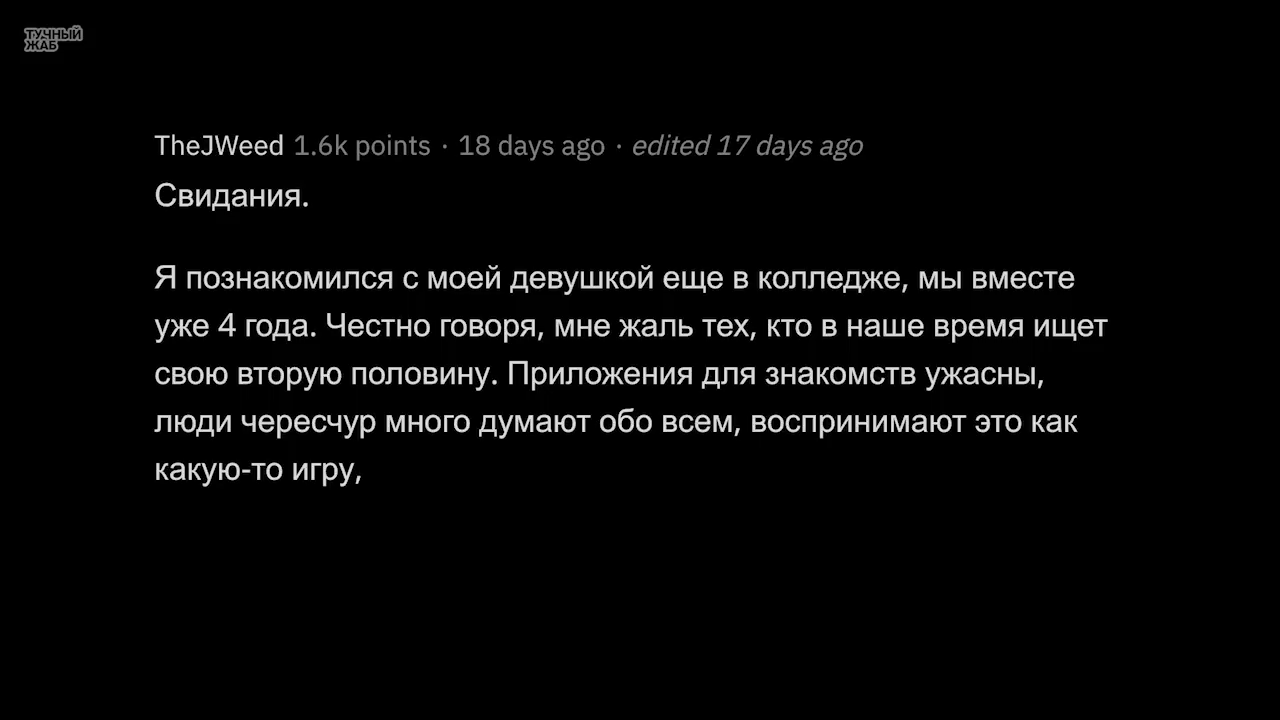 ТУЧНЫЙ
ЖАБ
TheJWeed 1.6k points · 18 days ago · edited 17 days ago
Свидания.
Я познакомился с моей девушкой еще в колледже, мы вместе
уже 4 года. Честно говоря, мне жаль тех, кто в наше время ищет
свою вторую половину. Приложения для знакомств ужасны,
люди чересчур много думают обо всем, воспринимают это как
какую-то игру,